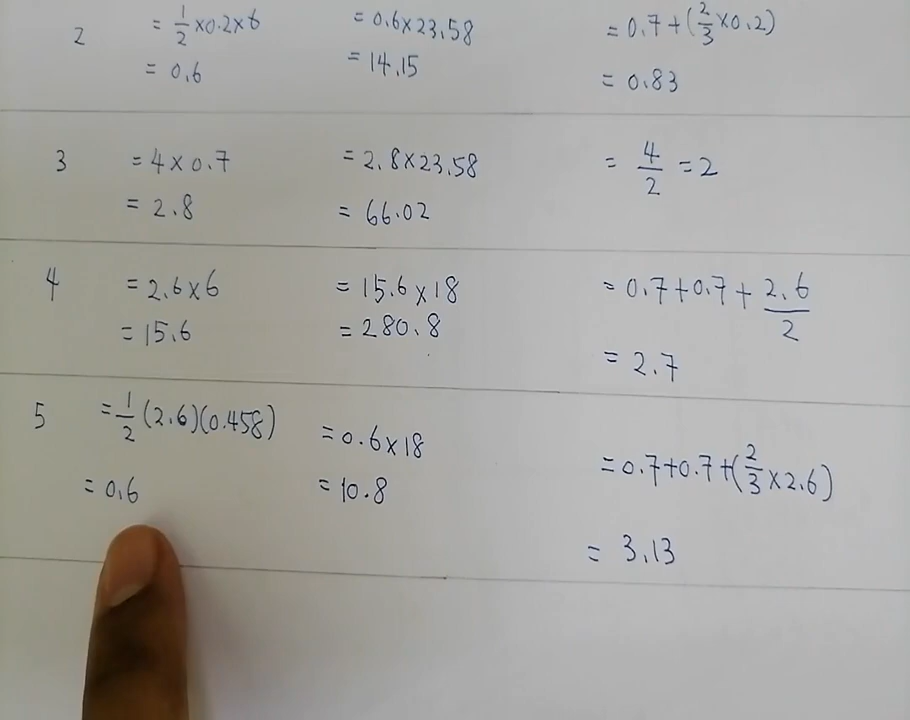 2 = 1/2 ×0.2×6 = 0.6×23.58 = 0.7+(2/3 ×0.2)
= 0.6 = 14.15 = 0.83
3 = 4×0.7 = 2.8×23.58 = 4/2 = 2
= 2.8 = 66.02
4 = 2.6×6 = 15.6×18 = 0.7+0.7+ 2.6/2
= 15.6 = 280.8 = 2.7
5 = 1/2 (2.6)(0.458) = 0.6×18 = 0.7+0.7+(2/3 ×2.6)
= 0.6 = 10.8 = 3.13